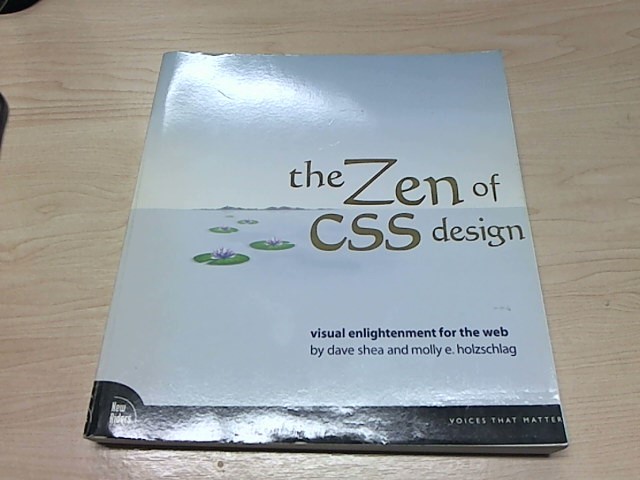 the Zen of
CSS design
visual enlightenment for the web
by dave shea and molly e. holzschlag
New
Riders
VOICES THAT MATTER